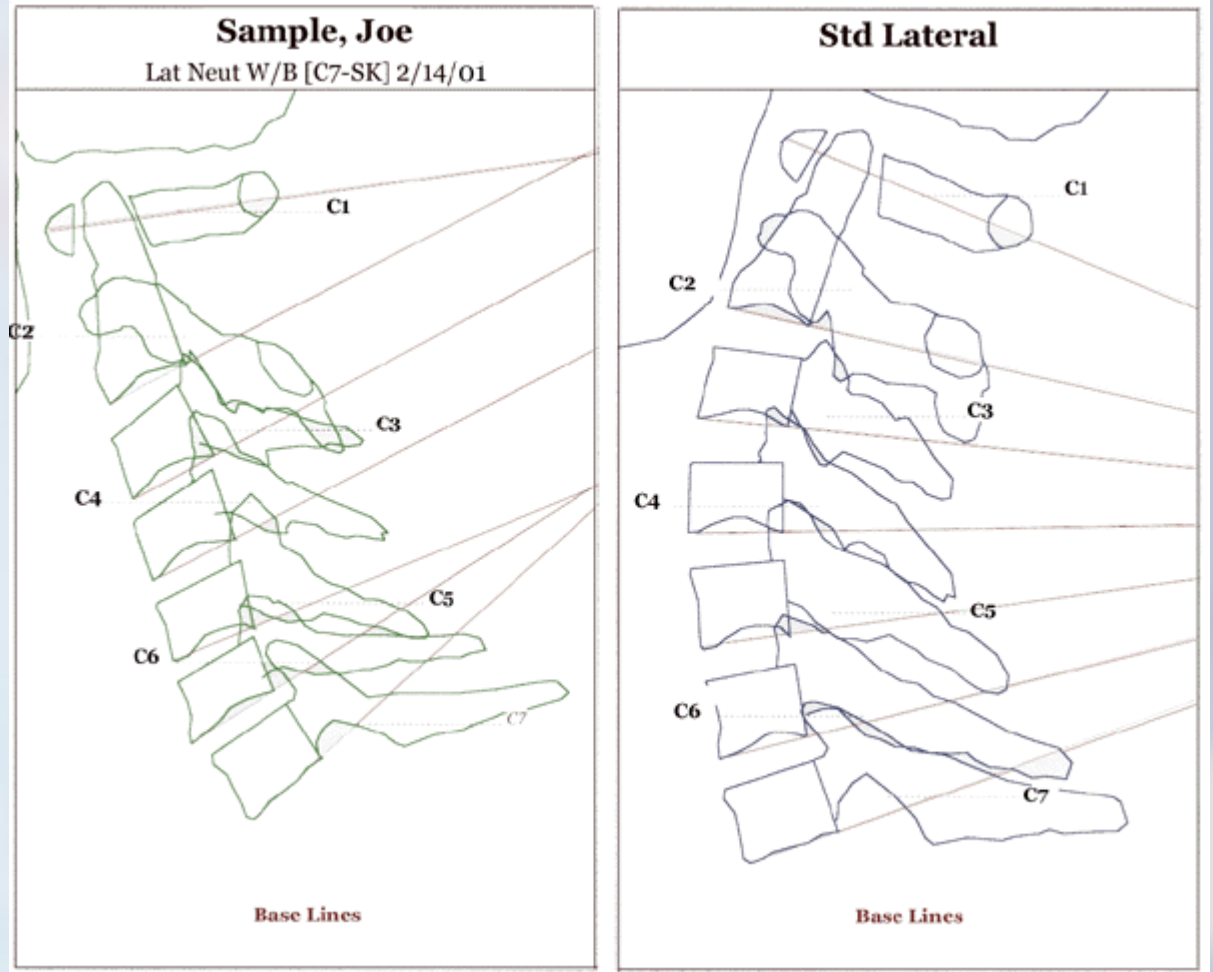 Sample, Joe
Lat Neut W/B [C7-SK] 2/14/01
C1
C2
C3
C4
C5
C6
C7
Base Lines
Std Lateral
C1
C2
C3
C4
C5
C6
C7
Base Lines